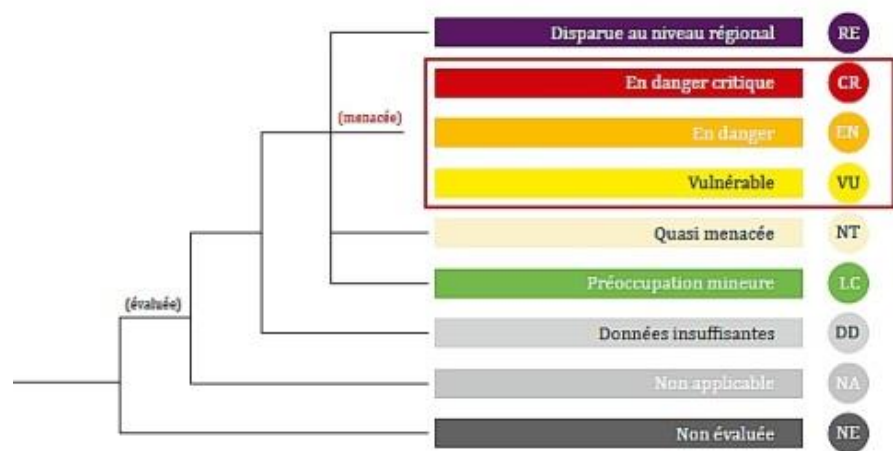 Disparue au niveau régional RE
En danger critique CR
(menacée)
En danger EN
Vulnérable VU
Quasi menacée NT
Préoccupation mineure LC
(évaluée)
Données insuffisantes DD
Non applicable NA
Non évaluée NE